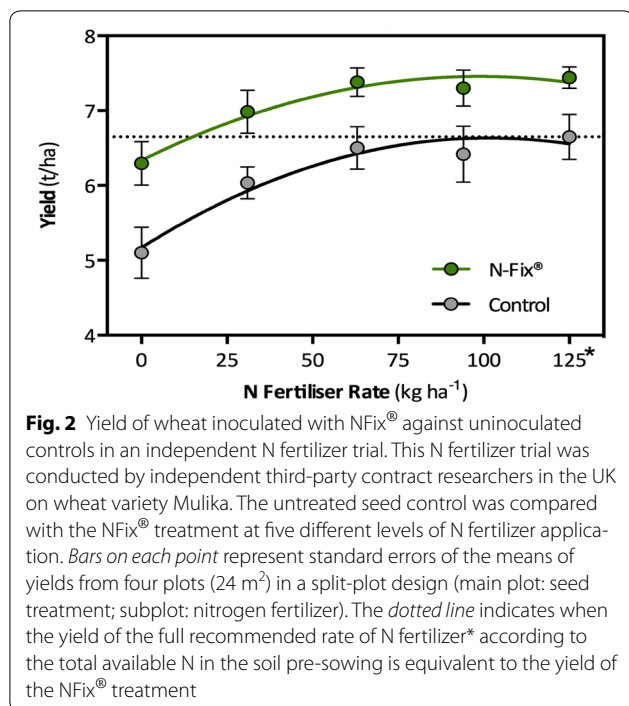 8
7
6
5
4
Yield (t/ha)
N-Fix®
Control
0 25 50 75 100 125*
N Fertiliser Rate (kg ha⁻¹)
Fig. 2 Yield of wheat inoculated with NFix® against uninoculated
controls in an independent N fertilizer trial. This N fertilizer trial was
conducted by independent third-party contract researchers in the UK
on wheat variety Mulika. The untreated seed control was compared
with the NFix® treatment at five different levels of N fertilizer applica-
tion. Bars on each point represent standard errors of the means of
yields from four plots (24 m²) in a split-plot design (main plot: seed
treatment; subplot: nitrogen fertilizer). The dotted line indicates when
the yield of the full recommended rate of N fertilizer* according to
the total available N in the soil pre-sowing is equivalent to the yield of
the NFix® treatment